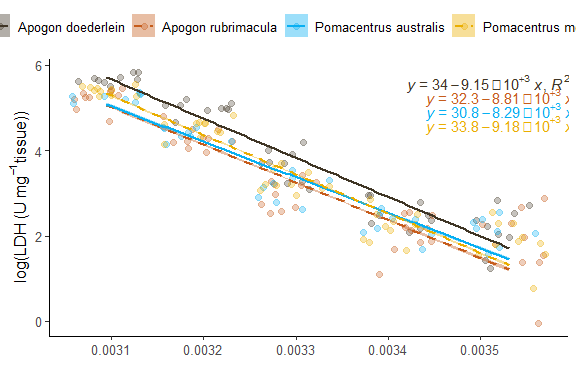 Apogon doederlein Apogon rubrimacula Pomacentrus australis Pomacentrus m
6
4
2
0
log(LDH (U mg⁻¹tissue))
y = 34 − 9.15 □ 10⁺³ x, R²
y = 32.3 − 8.81 □ 10⁺³ x
y = 30.8 − 8.29 □ 10⁺³ x
y = 33.8 − 9.18 □ 10⁺³ x
0.0031 0.0032 0.0033 0.0034 0.0035